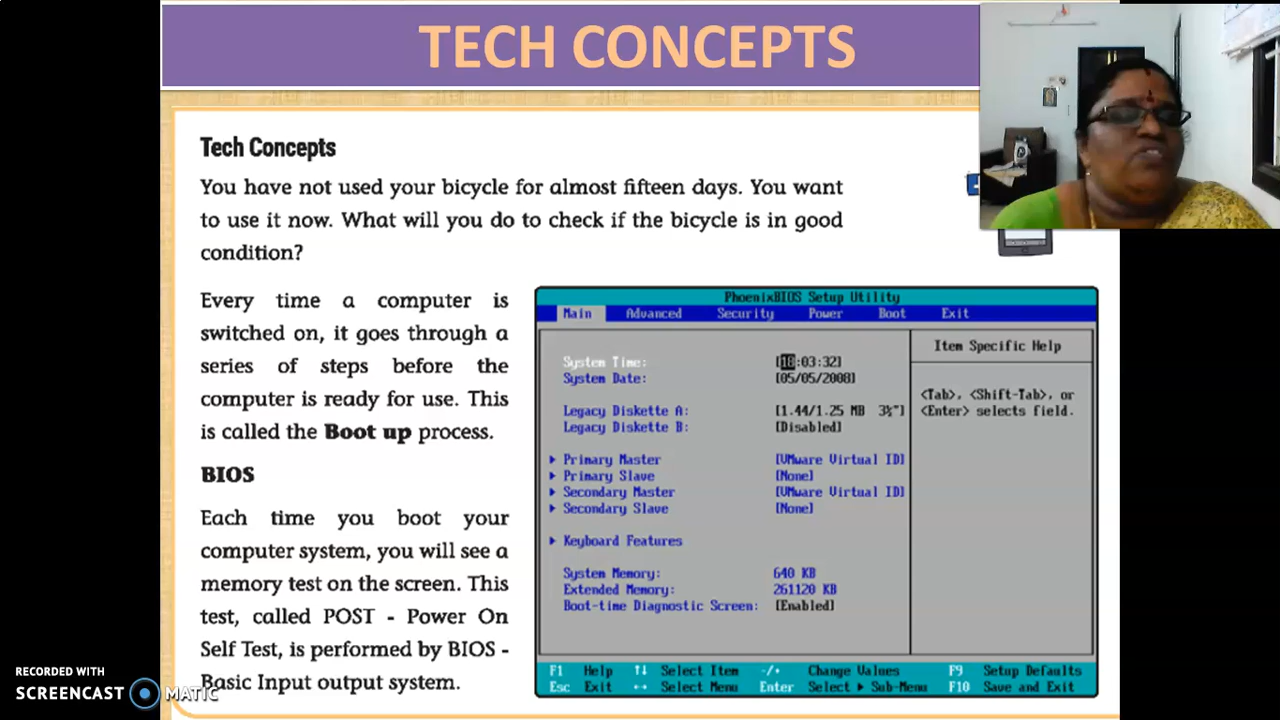 TECH CONCEPTS
Tech Concepts
You have not used your bicycle for almost fifteen days. You want
to use it now. What will you do to check if the bicycle is in good
condition?
Every time a computer is
switched on, it goes through a
series of steps before the
computer is ready for use. This
is called the Boot up process.
BIOS
Each time you boot your
computer system, you will see a
memory test on the screen. This
test, called POST - Power On
Self Test, is performed by BIOS -
Basic Input output system.
PhoenixBIOS Setup Utility
Main Advanced Security Power Boot Exit
System Time: [18:03:32]
System Date: [05/05/2008]
Legacy Diskette A: [1.44/1.25 MB 3½"]
Legacy Diskette B: [Disabled]
Primary Master [VMware Virtual ID]
Primary Slave [None]
Secondary Master [VMware Virtual ID]
Secondary Slave [None]
Keyboard Features
System Memory: 640 KB
Extended Memory: 261120 KB
Boot-time Diagnostic Screen: [Enabled]
Item Specific Help
<Tab>, <Shift-Tab>, or
<Enter> selects field.
F1 Help ↑↓ Select Item -/+ Change Values F9 Setup Defaults
Esc Exit ↔ Select Menu Enter Select ▶ Sub-Menu F10 Save and Exit
RECORDED WITH
SCREENCAST MATIC